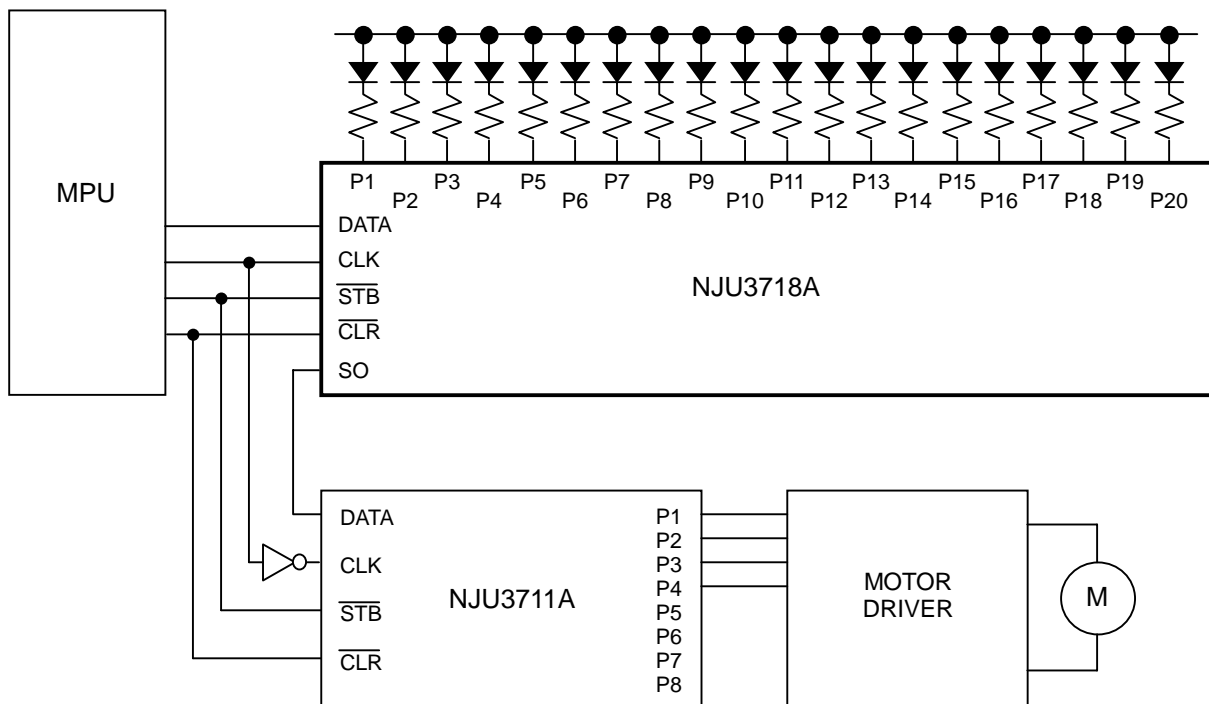 P1 P3 P5 P7 P9 P11 P13 P15 P17 P19
P2 P4 P6 P8 P10 P12 P14 P16 P18 P20
MPU
DATA
CLK
STB
CLR
SO
NJU3718A
DATA
CLK
STB
CLR
NJU3711A
P1
P2
P3
P4
P5
P6
P7
P8
MOTOR
DRIVER
M